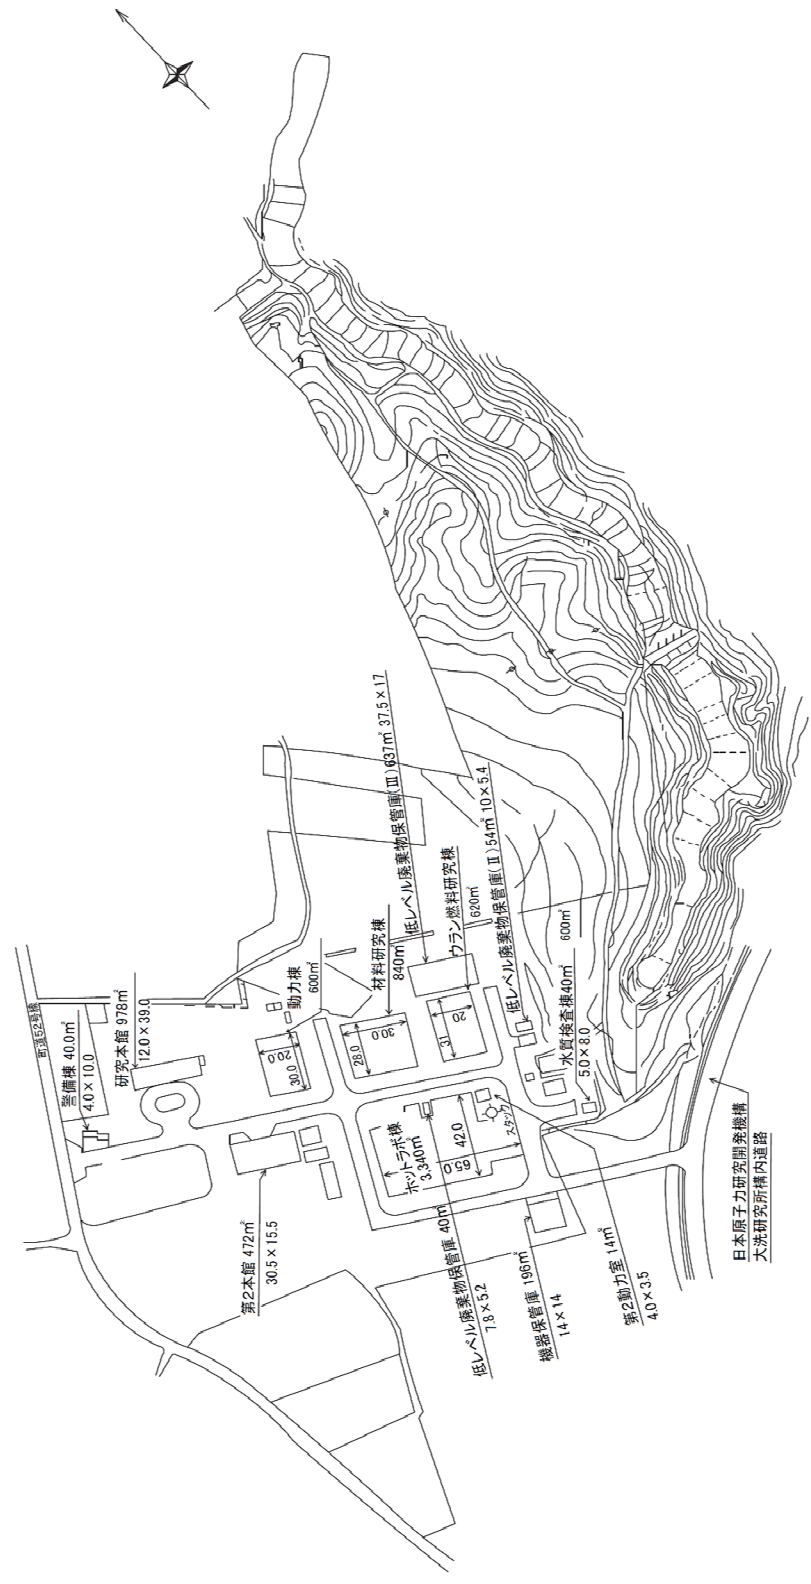 町道52号線
警備棟 40.0㎡
4.0×10.0
研究本館 978㎡
12.0×39.0
動力棟
600㎡
20.0
30.0
材料研究棟
840㎡
28.0
30.0
低レベル廃棄物保管庫(Ⅲ)637㎡ 37.5×17
ウラン燃料研究棟
620㎡
31
20
低レベル廃棄物保管庫(Ⅱ)54㎡ 10×5.4
水質検査棟40㎡
5.0×8.0
600㎡
第2本館 472㎡
30.5×15.5
ホットラボ棟
3,340㎡
65.0
42.0
スタック
低レベル廃棄物保管庫 40㎡
7.8×5.2
機器保管庫 196㎡
14×14
第2動力室 14㎡
4.0×3.5
日本原子力研究開発機構
大洗研究所構内道路